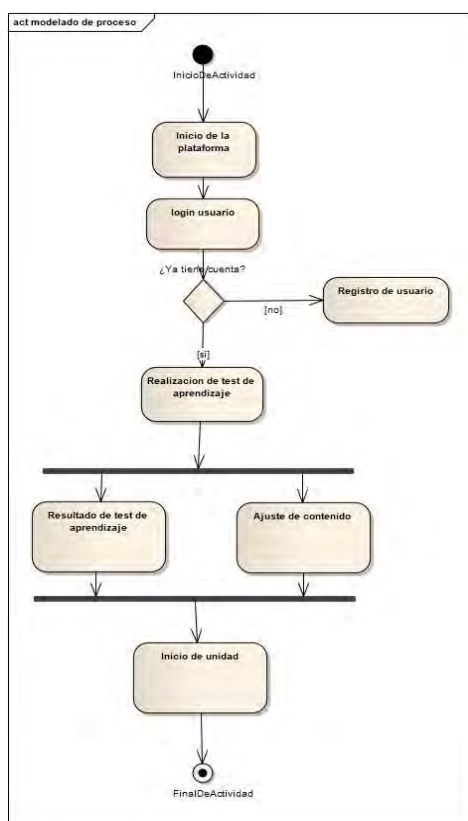 act modelado de proceso
InicioDeActividad
Inicio de la
plataforma
login usuario
¿Ya tiene cuenta?
Registro de usuario
[no]
[si]
Realizacion de test de
aprendizaje
Resultado de test de
aprendizaje
Ajuste de contenido
Inicio de unidad
FinalDeActividad